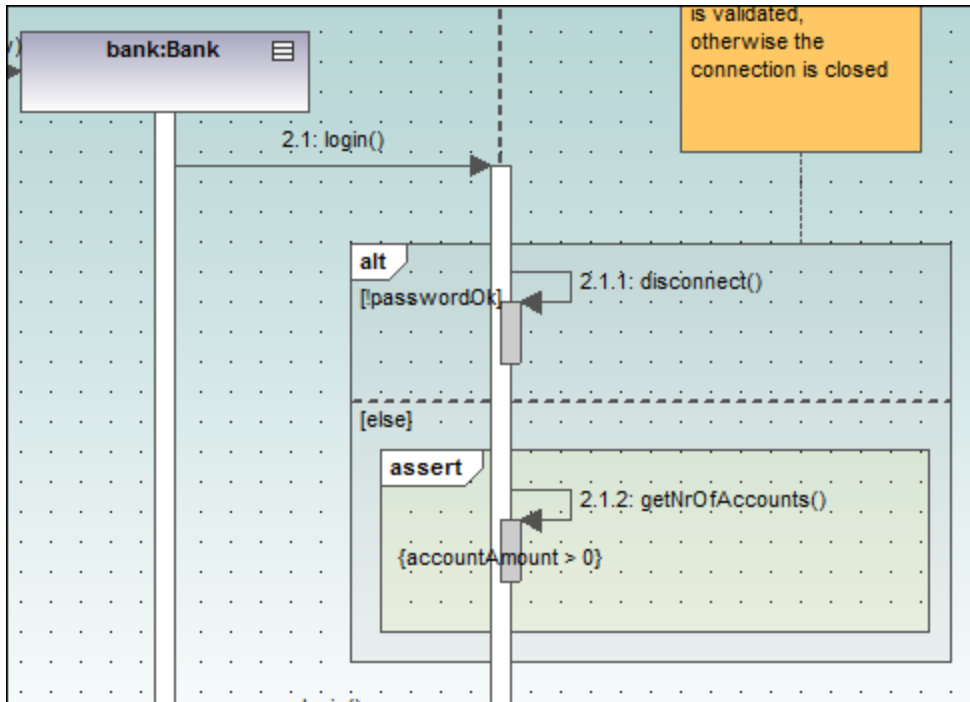 is validated,
otherwise the
connection is closed
bank:Bank
2.1: login()
alt
2.1.1: disconnect()
[!passwordOk]
[else]
assert
2.1.2: getNrOfAccounts()
{accountAmount > 0}